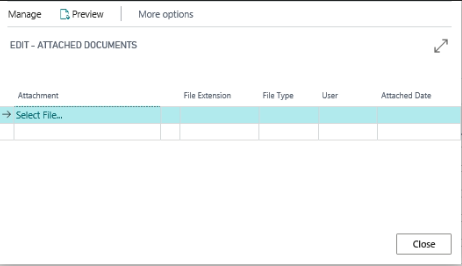 Manage Preview More options
EDIT – ATTACHED DOCUMENTS
Attachment File Extension File Type User Attached Date
Select File...
Close